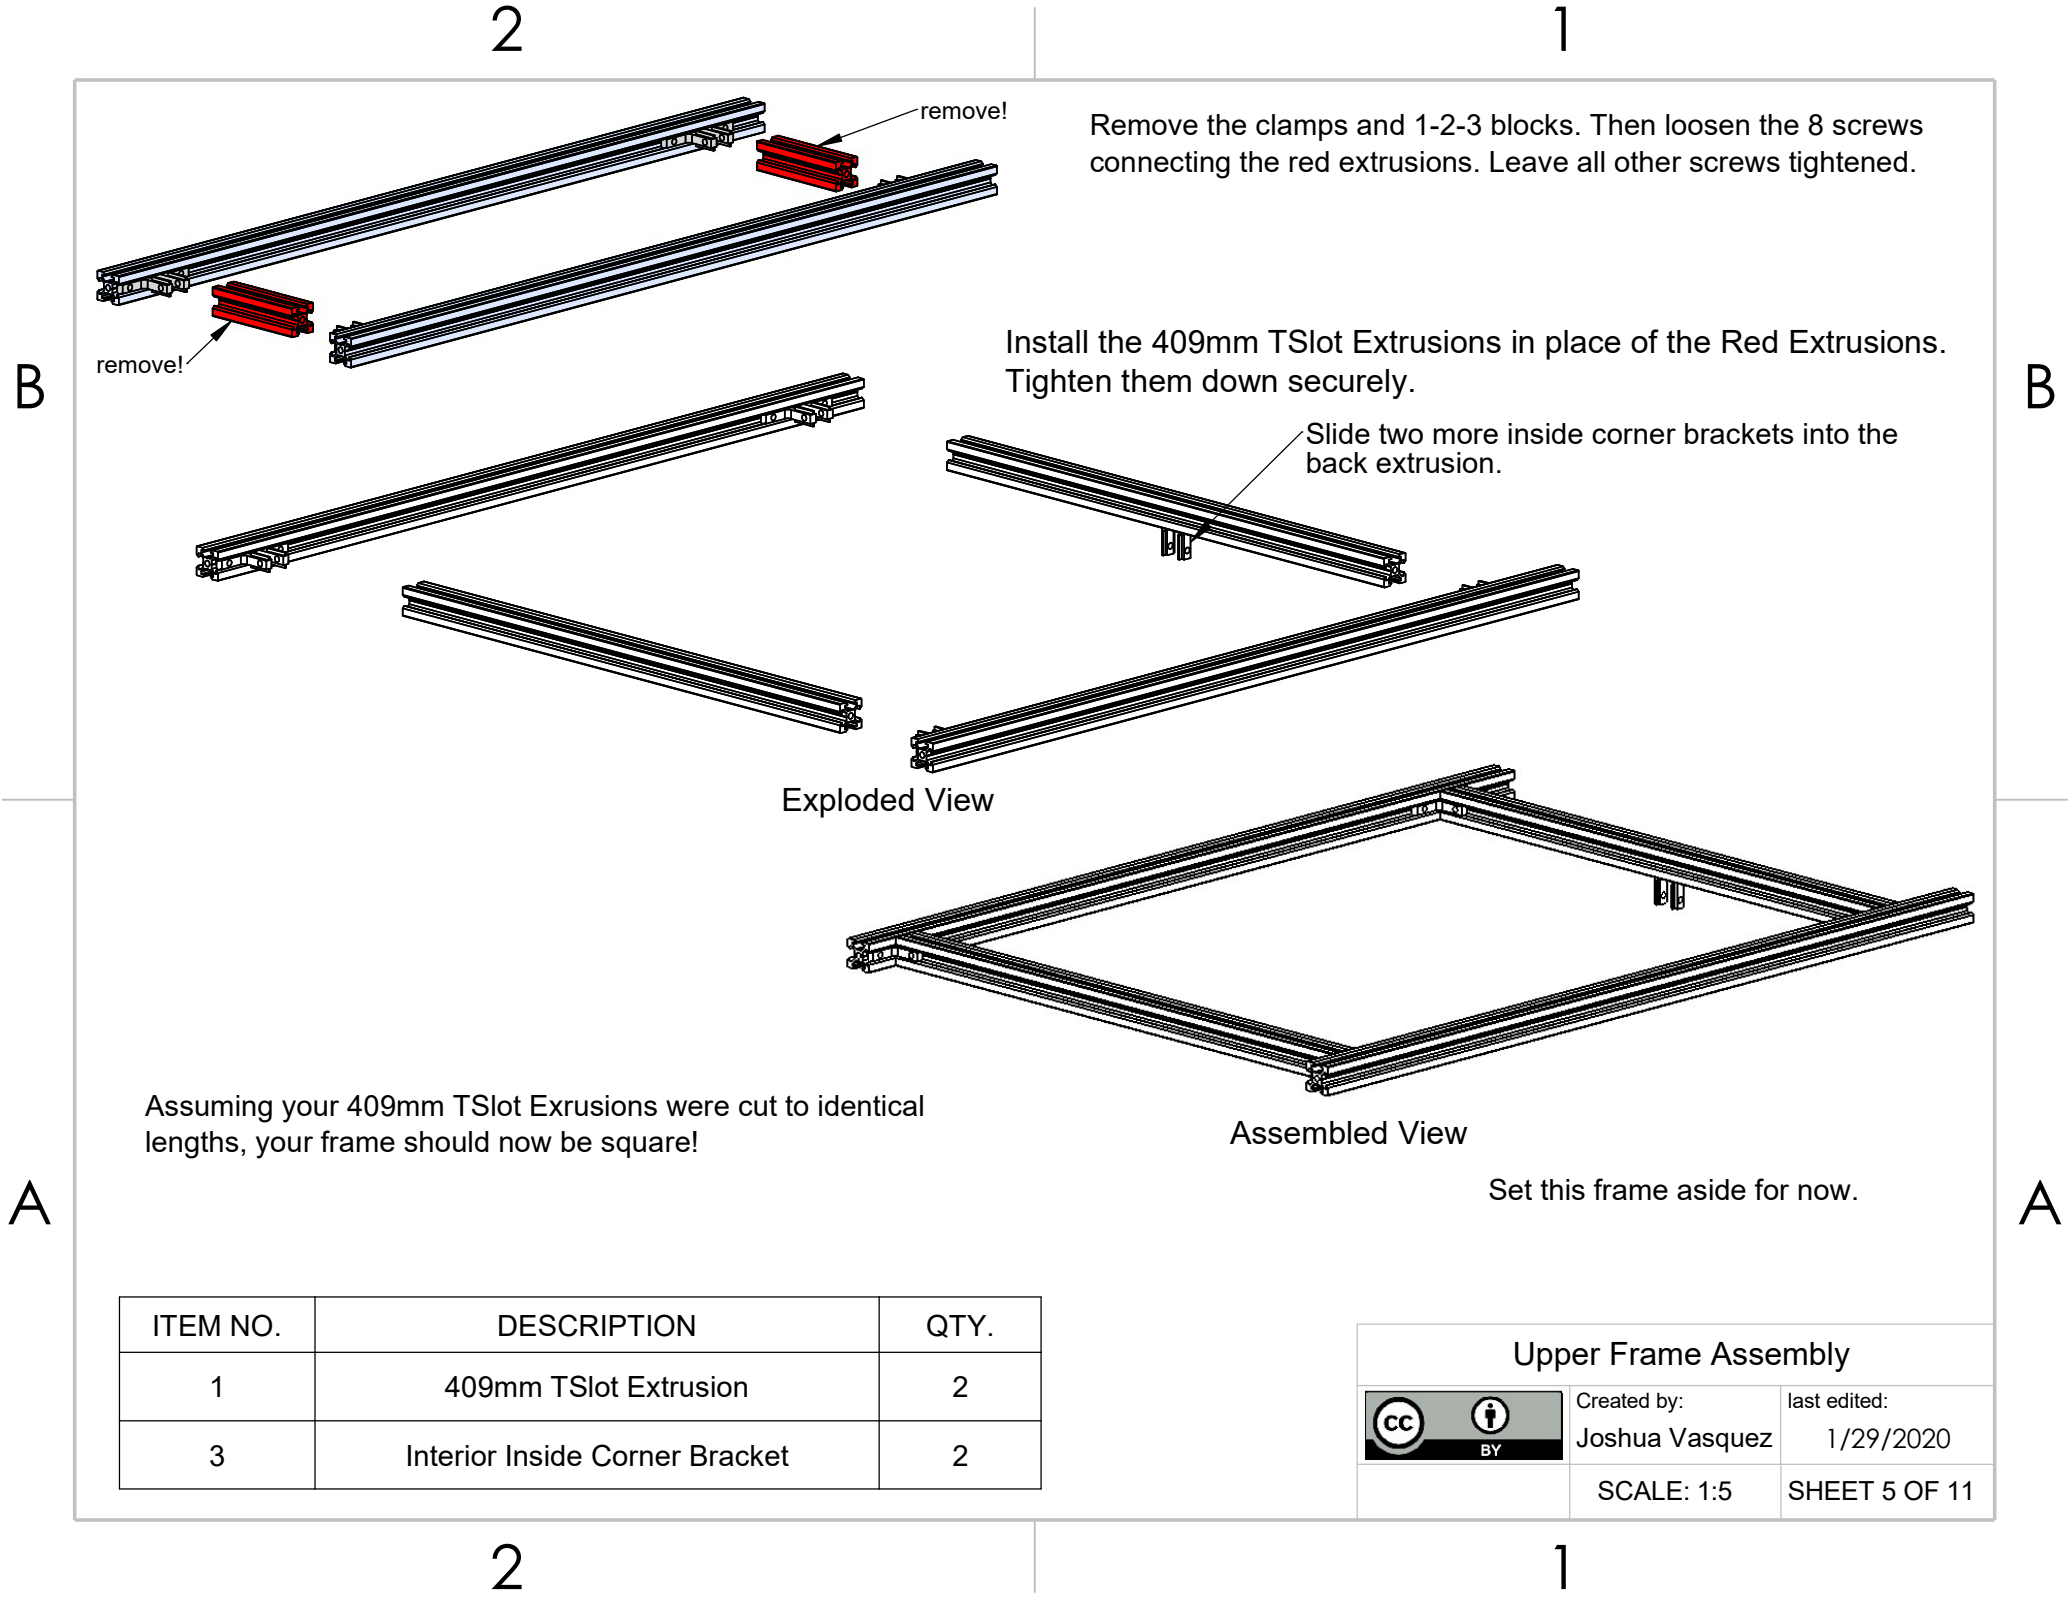 2
1
remove!
Remove the clamps and 1-2-3 blocks. Then loosen the 8 screws
connecting the red extrusions. Leave all other screws tightened.
remove!
Install the 409mm TSlot Extrusions in place of the Red Extrusions.
Tighten them down securely.
B
B
Slide two more inside corner brackets into the
back extrusion.
Exploded View
Assuming your 409mm TSlot Exrusions were cut to identical
lengths, your frame should now be square!
Assembled View
Set this frame aside for now.
A
A
ITEM NO. DESCRIPTION QTY.
1 409mm TSlot Extrusion 2
3 Interior Inside Corner Bracket 2
Upper Frame Assembly
cc
BY
Created by:
Joshua Vasquez
last edited:
1/29/2020
SCALE: 1:5
SHEET 5 OF 11
2
1